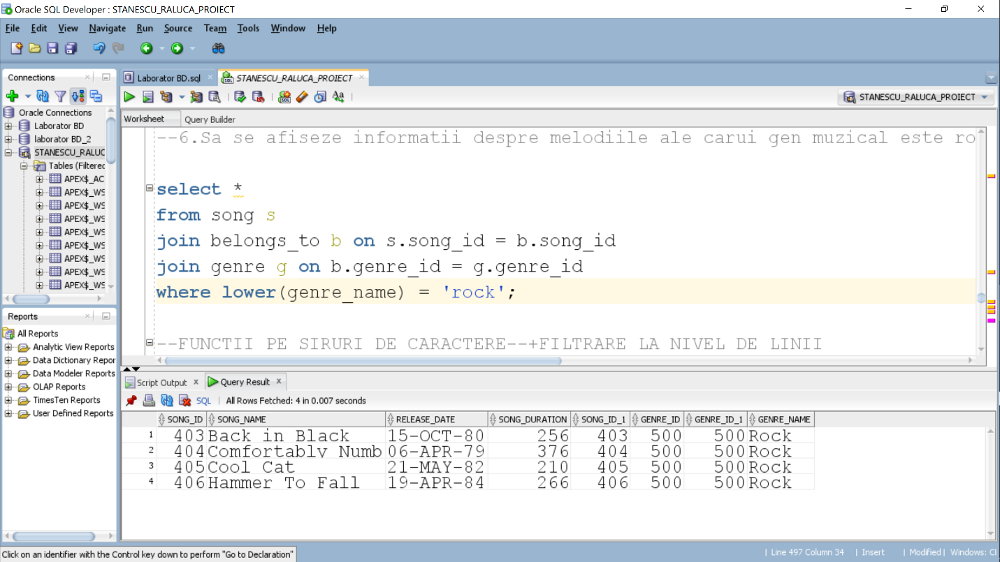 Oracle SQL Developer : STANESCU_RALUCA_PROIECT
File Edit View Navigate Run Source Team Tools Window Help
Connections
Oracle Connections
Laborator BD
laborator BD_2
STANESCU_RALUC
Tables (Filtered
APEX$_AC
APEX$_WS
APEX$_WS
APEX$_WS
APEX$_WS
APEX$_WS
APEX$_WS
APEX$_WS
APEX$_WS
Reports
All Reports
Analytic View Reports
Data Dictionary Repor
Data Modeler Reports
OLAP Reports
TimesTen Reports
User Defined Reports
Laborator BD.sql STANESCU_RALUCA_PROIECT
STANESCU_RALUCA_PROIECT
Worksheet Query Builder
--6.Sa se afiseze informatii despre melodiile ale carui gen muzical este ro
select *
from song s
join belongs_to b on s.song_id = b.song_id
join genre g on b.genre_id = g.genre_id
where lower(genre_name) = 'rock';
--FUNCTII PE SIRURI DE CARACTERE--+FILTRARE LA NIVEL DE LINII
Script Output x Query Result x
SQL | All Rows Fetched: 4 in 0.007 seconds
SONG_ID SONG_NAME RELEASE_DATE SONG_DURATION SONG_ID_1 GENRE_ID GENRE_ID_1 GENRE_NAME
1 403 Back in Black 15-OCT-80 256 403 500 500 Rock
2 404 Comfortably Numb 06-APR-79 376 404 500 500 Rock
3 405 Cool Cat 21-MAY-82 210 405 500 500 Rock
4 406 Hammer To Fall 19-APR-84 266 406 500 500 Rock
Click on an identifier with the Control key down to perform "Go to Declaration"
| Line 497 Column 34 | Insert | Modified | Windows: Cl